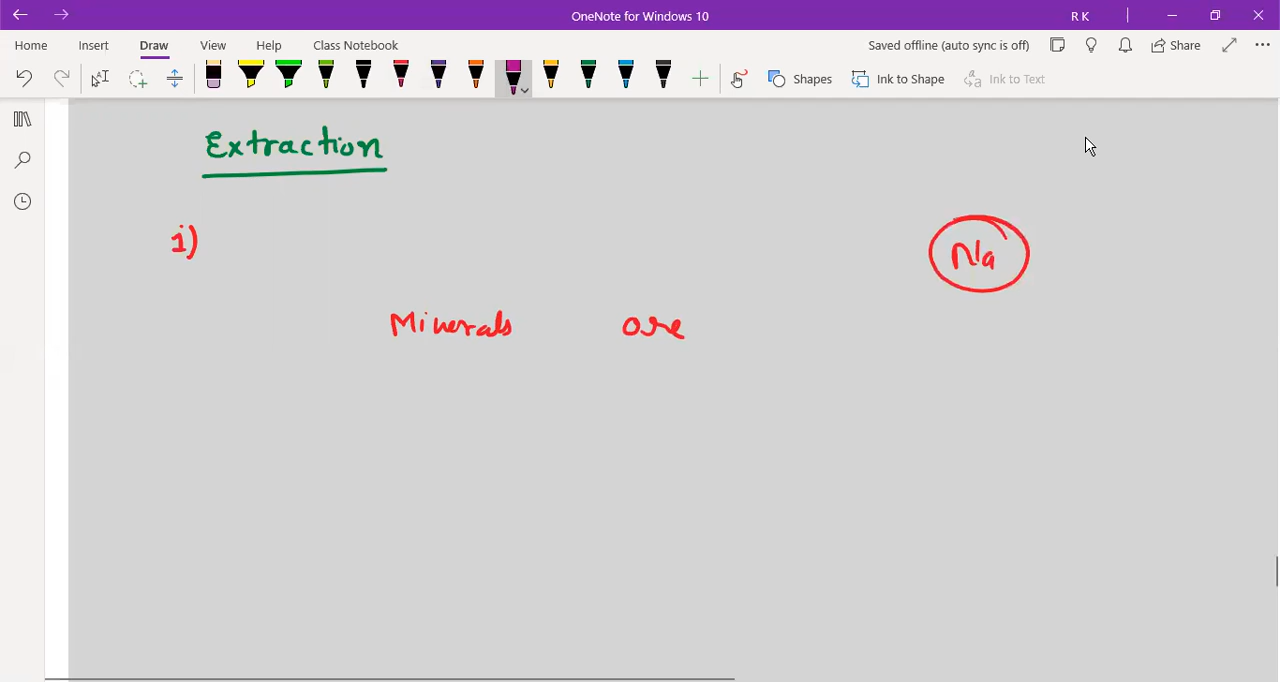 OneNote for Windows 10
R K
Home Insert Draw View Help Class Notebook
Saved offline (auto sync is off) Share
Shapes Ink to Shape Ink to Text
Extraction
1)
Na
Minerals ore